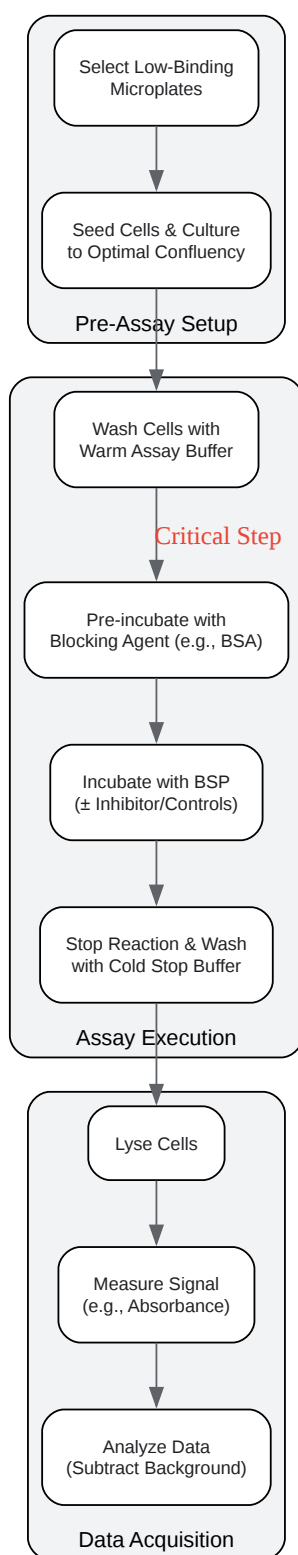 Select Low-Binding
Microplates
Seed Cells & Culture
to Optimal Confluency
Pre-Assay Setup
Wash Cells with
Warm Assay Buffer
Critical Step
Pre-incubate with
Blocking Agent (e.g., BSA)
Incubate with BSP
(± Inhibitor/Controls)
Stop Reaction & Wash
with Cold Stop Buffer
Assay Execution
Lyse Cells
Measure Signal
(e.g., Absorbance)
Analyze Data
(Subtract Background)
Data Acquisition